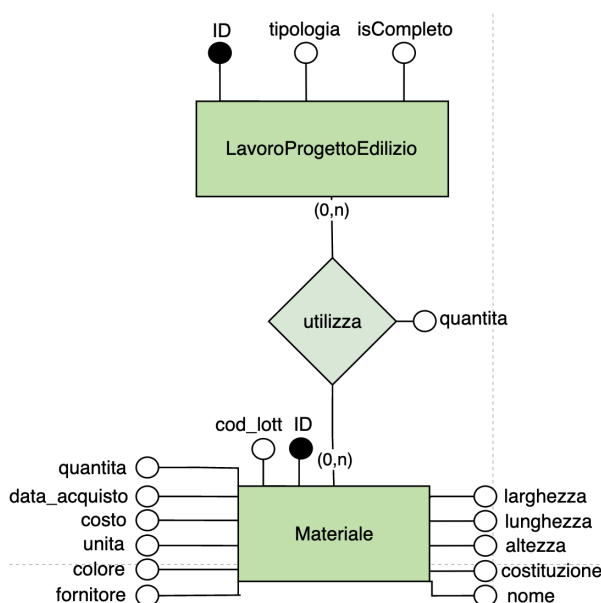 ID tipologia isCompleto
LavoroProgettoEdilizio
(0,n)
utilizza
quantita
cod_lott ID
(0,n)
quantita
data_acquisto
costo
unita
colore
fornitore
Materiale
larghezza
lunghezza
altezza
costituzione
nome